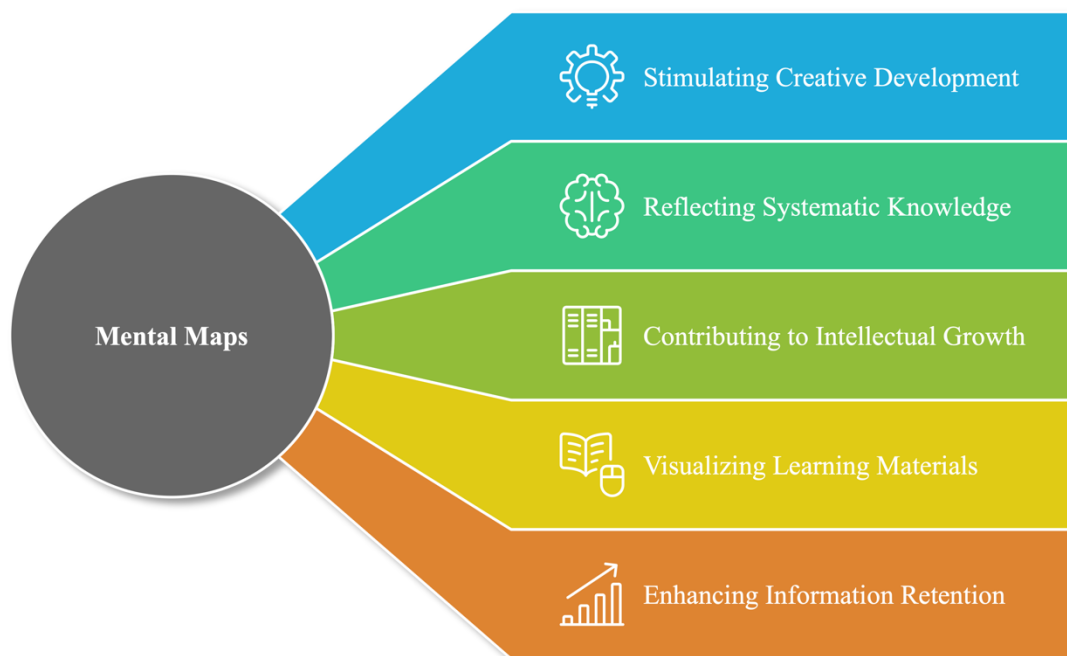 Mental Maps
Stimulating Creative Development
Reflecting Systematic Knowledge
Contributing to Intellectual Growth
Visualizing Learning Materials
Enhancing Information Retention